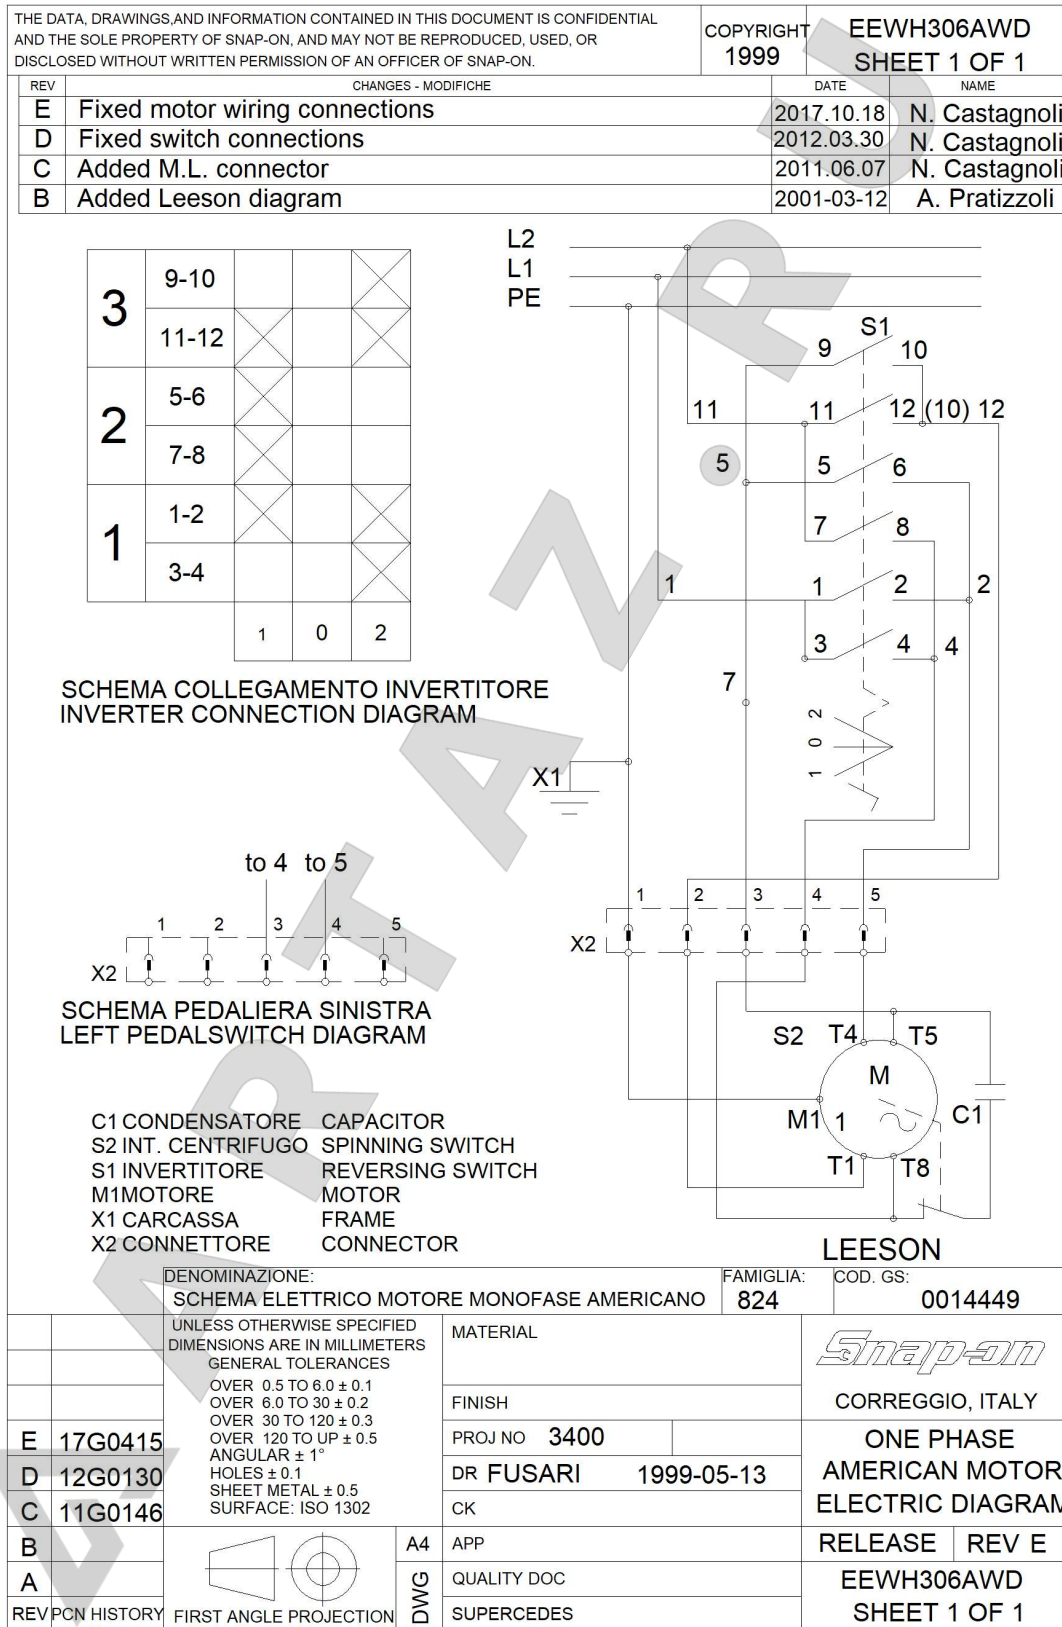 THE DATA, DRAWINGS,AND INFORMATION CONTAINED IN THIS DOCUMENT IS CONFIDENTIAL
AND THE SOLE PROPERTY OF SNAP-ON, AND MAY NOT BE REPRODUCED, USED, OR
DISCLOSED WITHOUT WRITTEN PERMISSION OF AN OFFICER OF SNAP-ON.
COPYRIGHT
1999
EEWH306AWD
SHEET 1 OF 1
REV CHANGES - MODIFICHE DATE NAME
E Fixed motor wiring connections 2017.10.18 N. Castagnoli
D Fixed switch connections 2012.03.30 N. Castagnoli
C Added M.L. connector 2011.06.07 N. Castagnoli
B Added Leeson diagram 2001-03-12 A. Pratizzoli
3 9-10
11-12
2 5-6
7-8
1 1-2
3-4
1 0 2
SCHEMA COLLEGAMENTO INVERTITORE
INVERTER CONNECTION DIAGRAM
L2
L1
PE
S1
9 10
11 11 12 (10) 12
5 5 6
7 8
1 1 2 2
3 4 4
7
1 0 2
X1
1 2 3 4 5
X2
to 4 to 5
1 2 3 4 5
X2
SCHEMA PEDALIERA SINISTRA
LEFT PEDALSWITCH DIAGRAM
S2 T4 T5
M
M1 1 C1
T1 T8
LEESON
C1 CONDENSATORE CAPACITOR
S2 INT. CENTRIFUGO SPINNING SWITCH
S1 INVERTITORE REVERSING SWITCH
M1MOTORE MOTOR
X1 CARCASSA FRAME
X2 CONNETTORE CONNECTOR
DENOMINAZIONE:
SCHEMA ELETTRICO MOTORE MONOFASE AMERICANO
FAMIGLIA:
824
COD. GS:
0014449
UNLESS OTHERWISE SPECIFIED
DIMENSIONS ARE IN MILLIMETERS
GENERAL TOLERANCES
OVER 0.5 TO 6.0 ± 0.1
OVER 6.0 TO 30 ± 0.2
OVER 30 TO 120 ± 0.3
OVER 120 TO UP ± 0.5
ANGULAR ± 1°
HOLES ± 0.1
SHEET METAL ± 0.5
SURFACE: ISO 1302
MATERIAL
FINISH
PROJ NO 3400
DR FUSARI 1999-05-13
CK
APP
QUALITY DOC
SUPERCEDES
Snap-on
CORREGGIO, ITALY
ONE PHASE
AMERICAN MOTOR
ELECTRIC DIAGRAM
RELEASE REV E
EEWH306AWD
SHEET 1 OF 1
E 17G0415
D 12G0130
C 11G0146
B
A
REV PCN HISTORY
FIRST ANGLE PROJECTION
A4
DWG
AARTAZ.RU